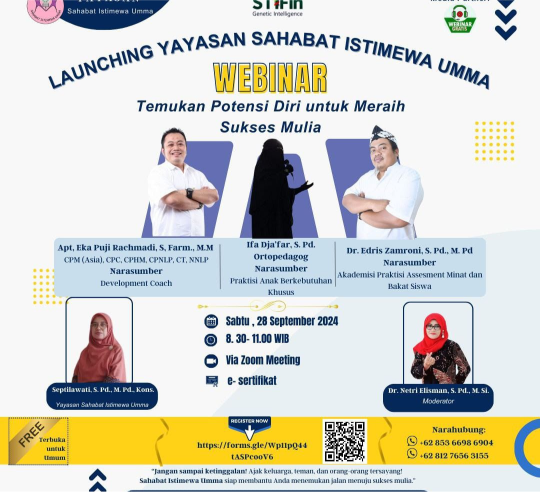 Sahabat Istimewa Umma
STIFIn
Genetic Intelligence
WEBINAR
GRATIS
LAUNCHING YAYASAN SAHABAT ISTIMEWA UMMA
WEBINAR
Temukan Potensi Diri untuk Meraih
Sukses Mulia
Apt, Eka Puji Rachmadi, S, Farm., M.M
CPM (Asia), CPC, CPHM, CPNLP, CT, NNLP
Narasumber
Development Coach
Ifa Dja'far, S. Pd.
Ortopedagog
Narasumber
Praktisi Anak Berkebutuhan
Khusus
Dr. Edris Zamroni, S. Pd., M. Pd
Narasumber
Akademisi Praktisi Assesment Minat dan
Bakat Siswa
Sabtu , 28 September 2024
8. 30- 11.00 WIB
Via Zoom Meeting
e- sertifikat
Septilawati, S. Pd., M. Pd., Kons.
Yayasan Sahabat Istimewa Umma
Dr. Netri Elisman, S. Pd., M. Si.
Moderator
FREE
Terbuka
untuk
Umum
REGISTER NOW
https://forms.gle/WpttpQ44
tASPcooV6
Narahubung:
+62 853 6698 6904
+62 812 7656 3155
"Jangan sampai ketinggalan! Ajak keluarga, teman, dan orang-orang tersayang!
Sahabat Istimewa Umma siap membantu Anda menemukan jalan menuju sukses mulia."